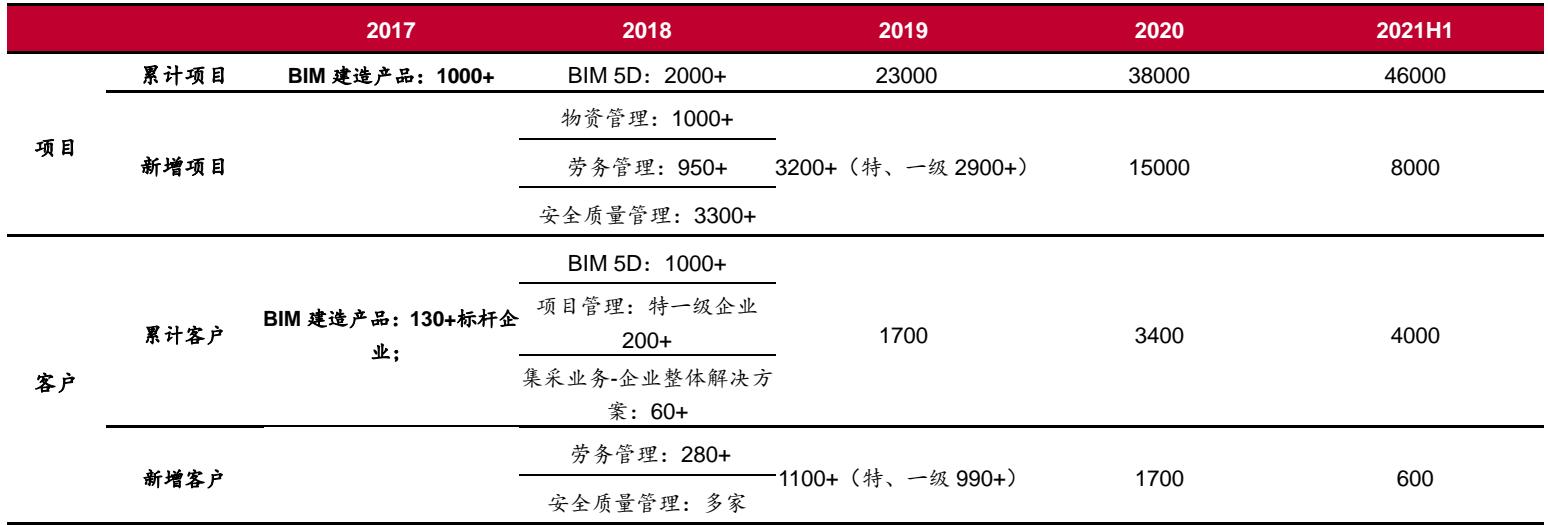 2017 2018 2019 2020 2021H1
累计项目 BIM 建造产品：1000+ BIM 5D：2000+ 23000 38000 46000
物资管理：1000+
项目 新增项目 劳务管理：950+ 3200+（特、一级 2900+） 15000 8000
安全质量管理：3300+
BIM 5D：1000+
客户 累计客户 BIM 建造产品：130+标杆企 项目管理：特一级企业 1700 3400 4000
业； 200+
集采业务-企业整体解决方
案：60+
新增客户 劳务管理：280+ 1100+（特、一级 990+） 1700 600
安全质量管理：多家